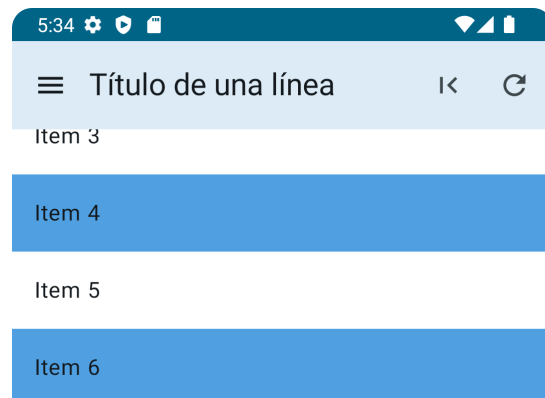 5:34
Título de una línea
Item 3
Item 4
Item 5
Item 6